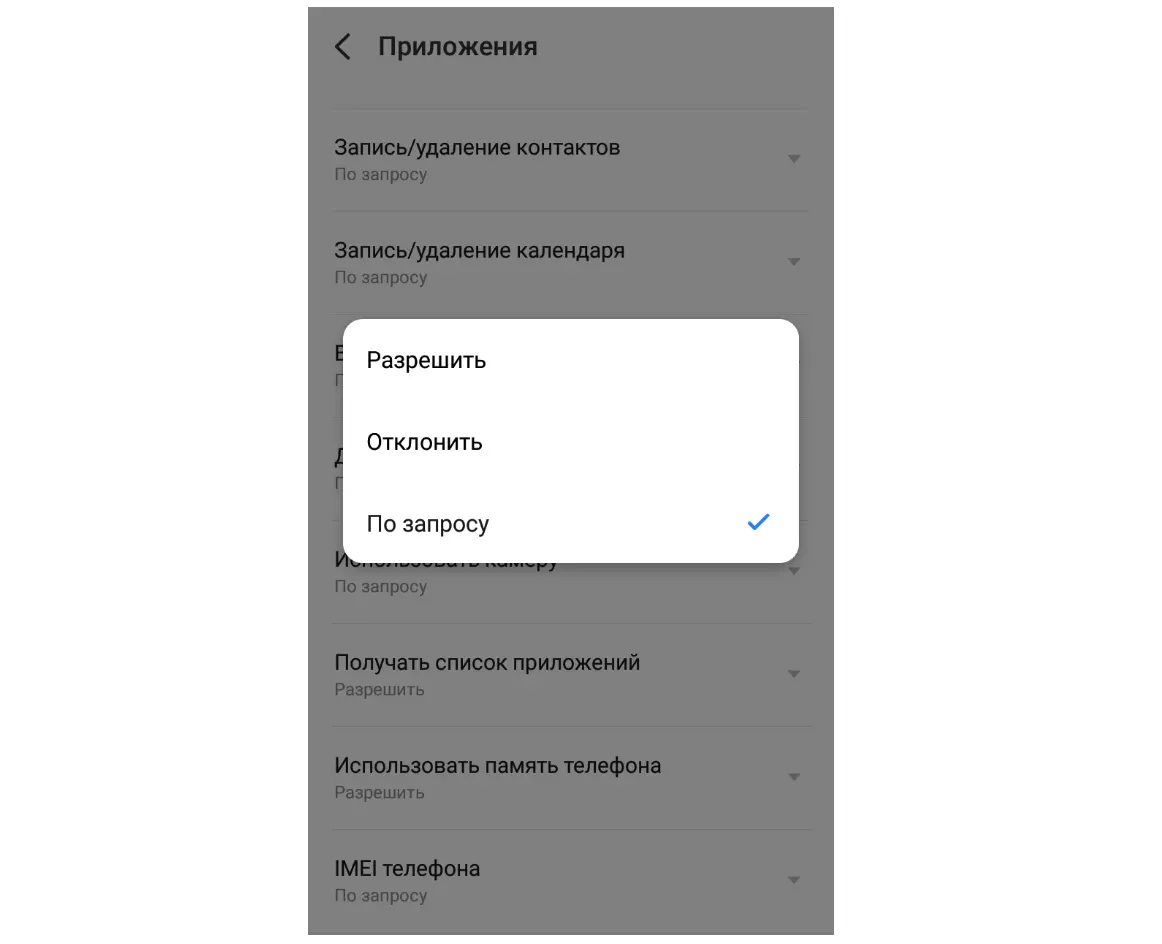 Приложения
Запись/удаление контактов
По запросу
Запись/удаление календаря
По запросу
Разрешить
Отклонить
По запросу
Использовать камеру
По запросу
Получать список приложений
Разрешить
Использовать память телефона
Разрешить
IMEI телефона
По запросу